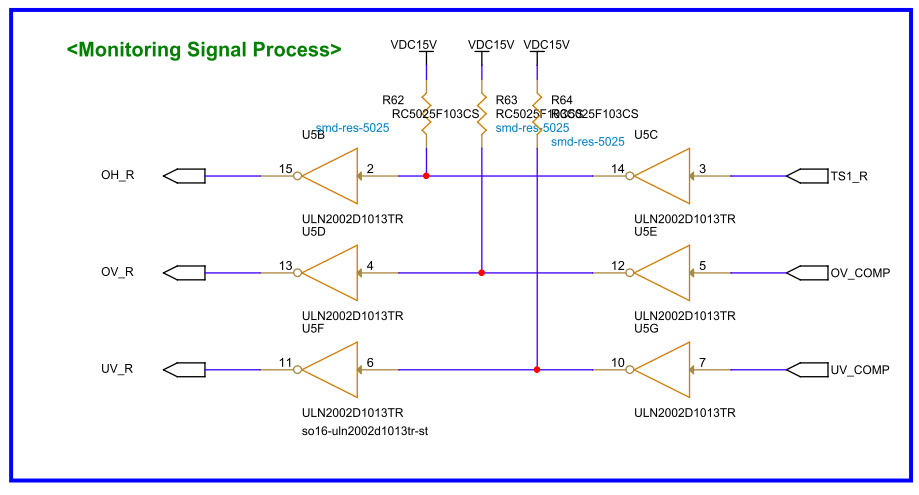 <Monitoring Signal Process>
VDC15V
VDC15V
VDC15V
R62
R63
R64
RC5025F103CS
RC5025F103CS
RC5025F103CS
smd-res-5025
smd-res-5025
smd-res-5025
U5B
U5C
OH_R
15
2
14
3
TS1_R
ULN2002D1013TR
ULN2002D1013TR
U5D
U5E
OV_R
13
4
12
5
OV_COMP
ULN2002D1013TR
ULN2002D1013TR
U5F
U5G
UV_R
11
6
10
7
UV_COMP
ULN2002D1013TR
ULN2002D1013TR
so16-uln2002d1013tr-st